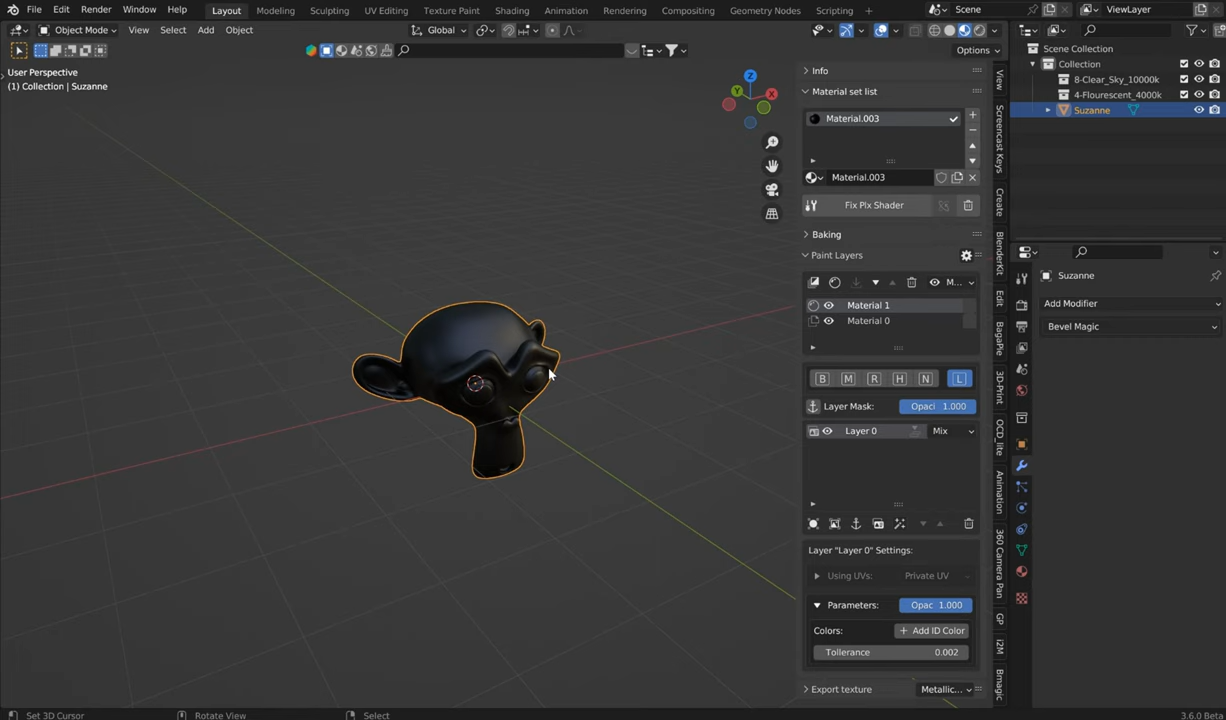 File Edit Render Window Help Layout Modeling Sculpting UV Editing Texture Paint Shading Animation Rendering Compositing Geometry Nodes Scripting + Scene ViewLayer
Object Mode View Select Add Object Global
Options
User Perspective
(1) Collection | Suzanne
Z
Y
X
Info
Material set list
Material.003
Material.003
Fix Plx Shader
Baking
Paint Layers
M...
Material 1
Material 0
B M R H N L
Layer Mask: Opaci 1.000
Layer 0 Mix
Layer "Layer 0" Settings:
Using UVs: Private UV
Parameters: Opac 1.000
Colors: + Add ID Color
Tollerance 0.002
Export texture Metallic...
View
Screencast Keys
Create
BlenderKit
Edit
BagaPie
3D-Print
OCD_lite
Animation
360 Camera Pan
GP
i2M
Bmagic
Scene Collection
Collection
8-Clear_Sky_10000k
4-Flourescent_4000k
Suzanne
Suzanne
Add Modifier
Bevel Magic
Set 3D Cursor Rotate View Select 3.6.0 Beta